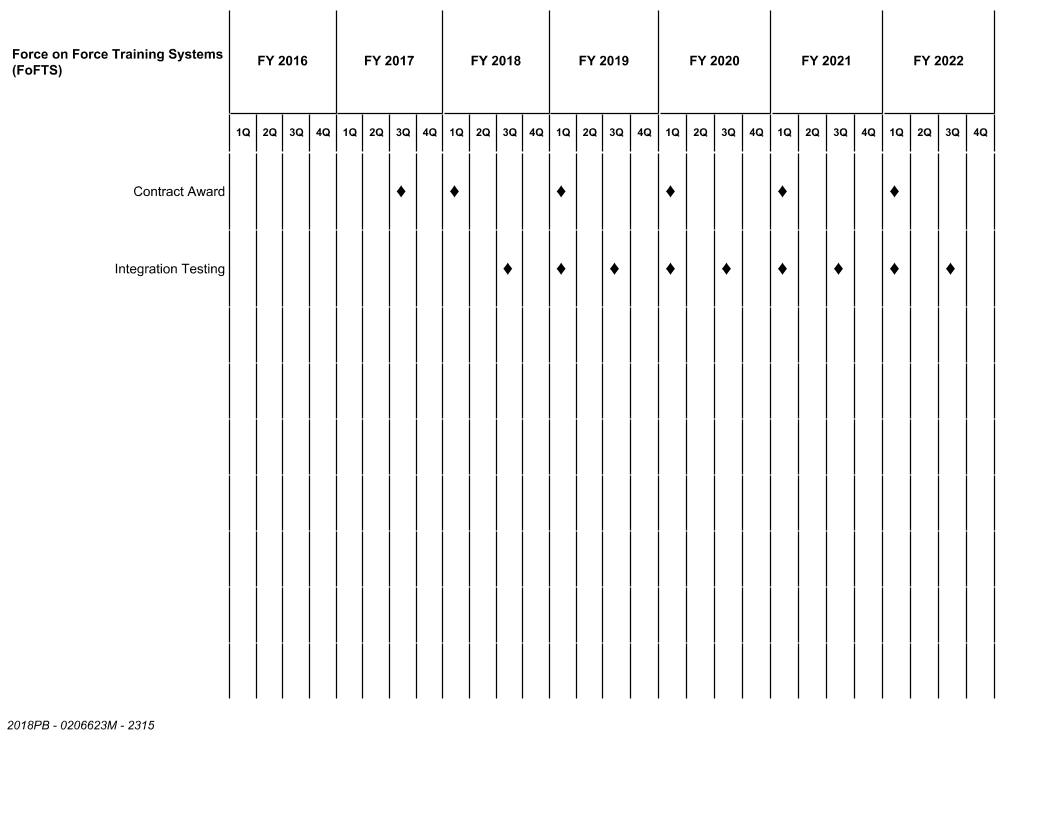 Force on Force Training Systems
(FoFTS)
FY 2016 FY 2017 FY 2018 FY 2019 FY 2020 FY 2021 FY 2022
1Q 2Q 3Q 4Q 1Q 2Q 3Q 4Q 1Q 2Q 3Q 4Q 1Q 2Q 3Q 4Q 1Q 2Q 3Q 4Q 1Q 2Q 3Q 4Q 1Q 2Q 3Q 4Q
Contract Award
Integration Testing
2018PB - 0206623M - 2315